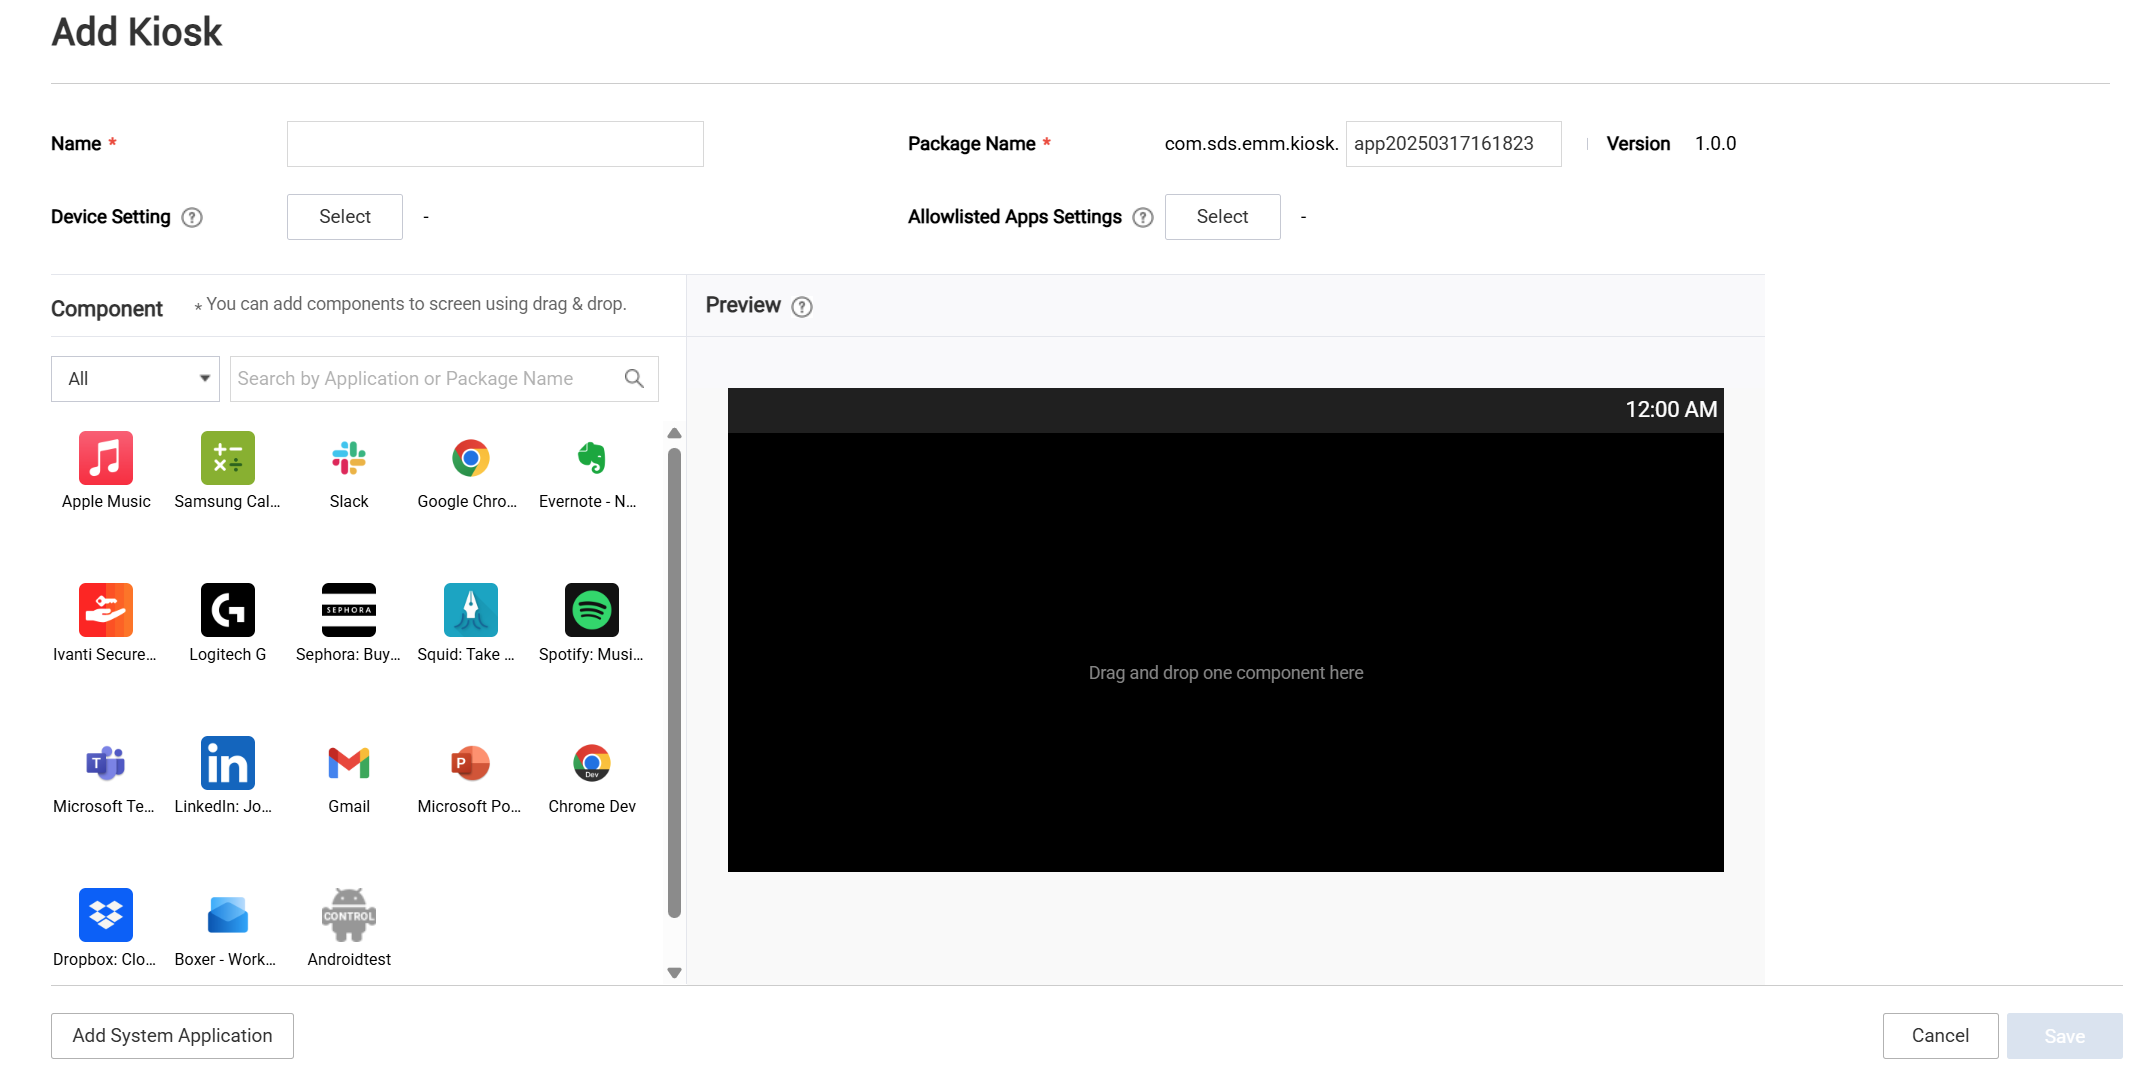 Add Kiosk
Name *
Package Name * com.sds.emm.kiosk. app20250317161823 Version 1.0.0
Device Setting ? Select -
Allowlisted Apps Settings ? Select -
Component * You can add components to screen using drag & drop.
Preview ?
All Search by Application or Package Name
12:00 AM
Apple Music Samsung Cal... Slack Google Chro... Evernote - N...
SEPHORA
Ivanti Secure... Logitech G Sephora: Buy... Squid: Take ... Spotify: Musi...
Drag and drop one component here
T in P Dev
Microsoft Te... LinkedIn: Jo... Gmail Microsoft Po... Chrome Dev
CONTROL
Dropbox: Clo... Boxer - Work... Androidtest
Add System Application
Cancel Save